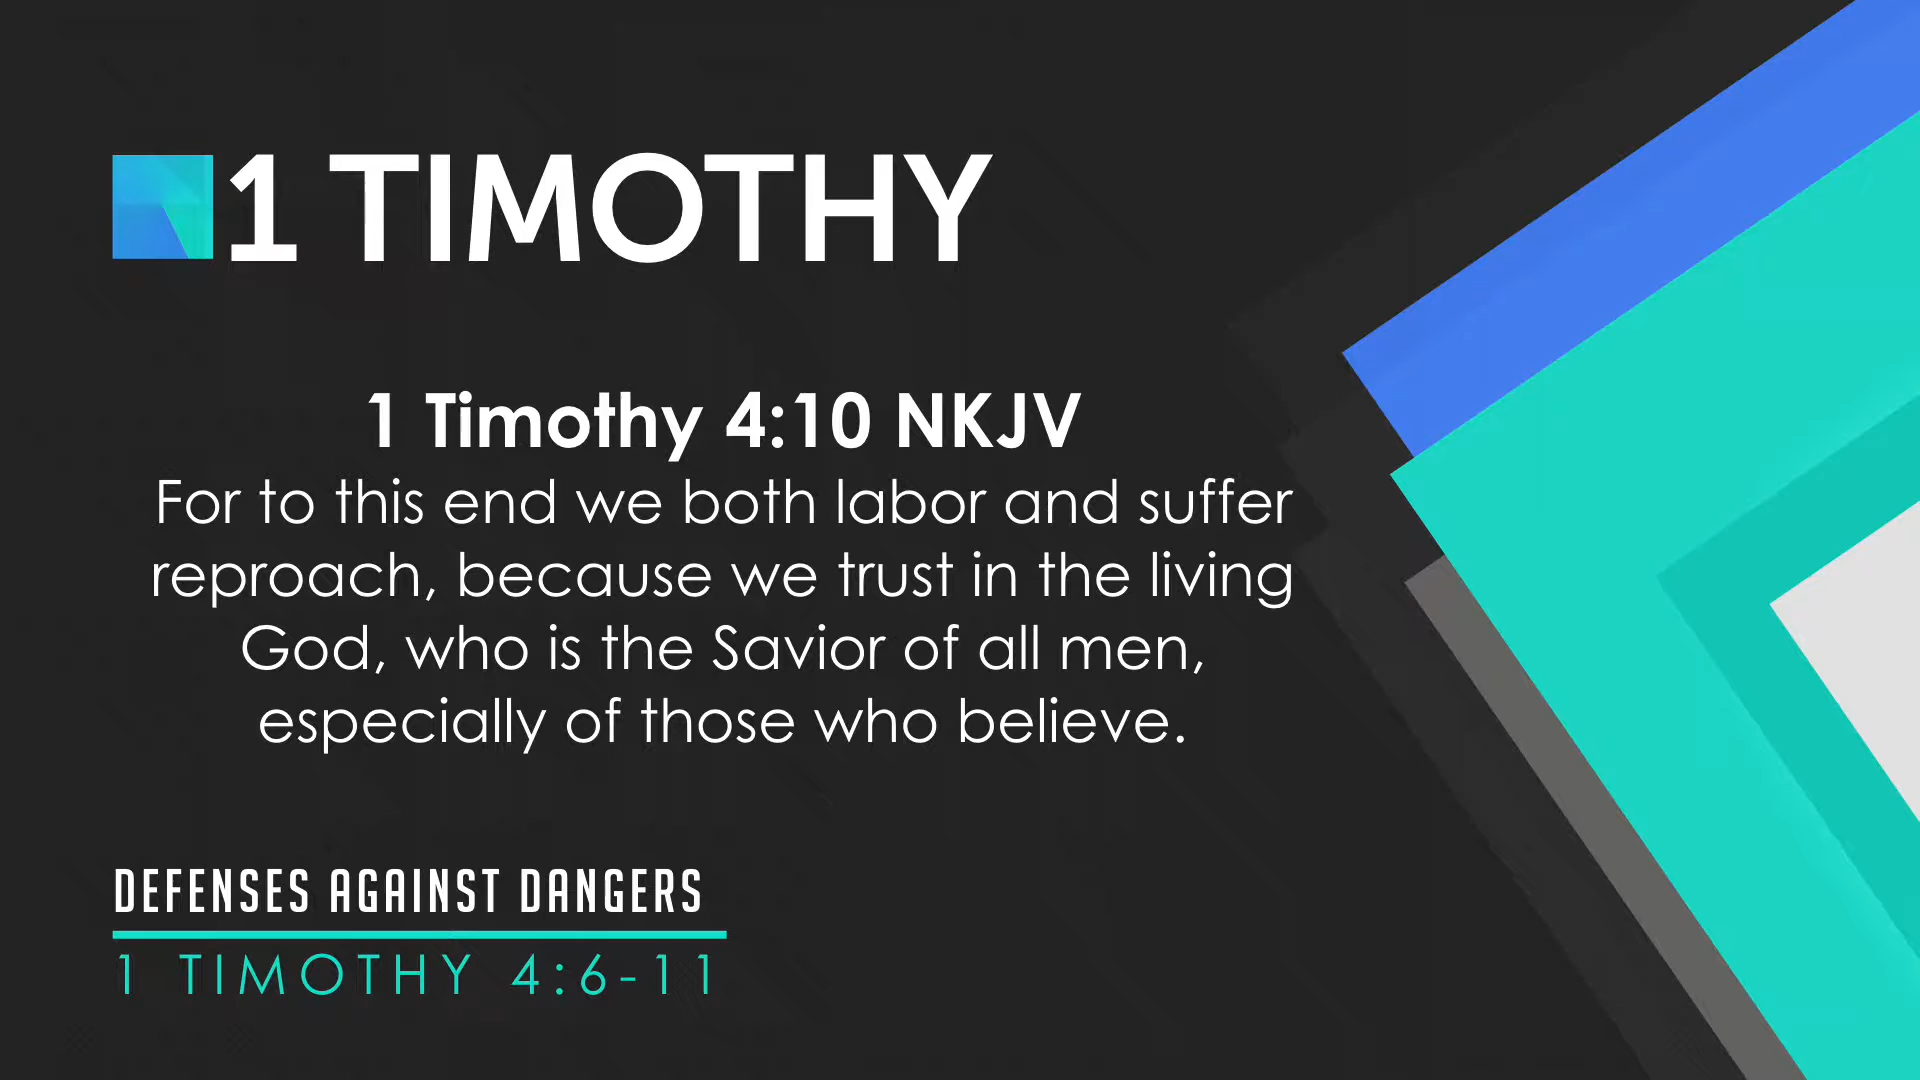 1 TIMOTHY
1 Timothy 4:10 NKJV
For to this end we both labor and suffer
reproach, because we trust in the living
God, who is the Savior of all men,
especially of those who believe.
DEFENSES AGAINST DANGERS
1 TIMOTHY 4:6-11